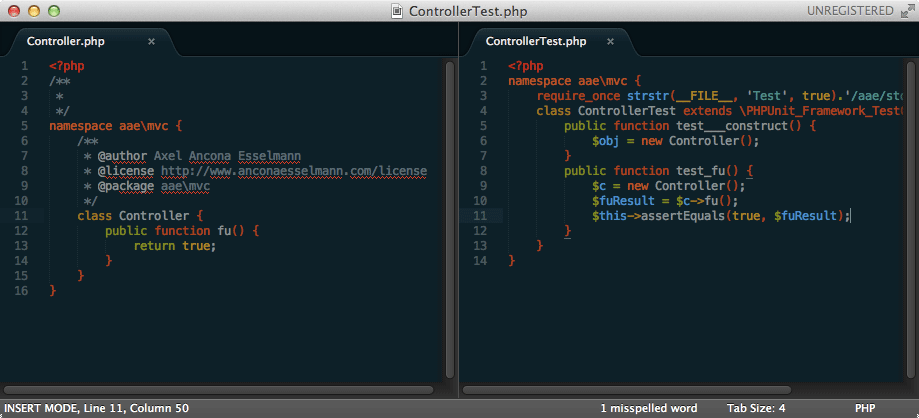 ControllerTest.php
UNREGISTERED
Controller.php ×
1 <?php
2 /**
3  *
4  */
5 namespace aae\mvc {
6     /**
7      * @author Axel Ancona Esselmann
8      * @license http://www.anconaesselmann.com/license
9      * @package aae\mvc
10      */
11     class Controller {
12         public function fu() {
13             return true;
14         }
15     }
16 }
ControllerTest.php ×
1 <?php
2 namespace aae\mvc {
3     require_once strstr(__FILE__, 'Test', true).'/aae/std
4     class ControllerTest extends \PHPUnit_Framework_Test
5         public function test___construct() {
6             $obj = new Controller();
7         }
8         public function test_fu() {
9             $c = new Controller();
10             $fuResult = $c->fu();
11             $this->assertEquals(true, $fuResult);
12         }
13     }
14 }
INSERT MODE, Line 11, Column 50
1 misspelled word
Tab Size: 4
PHP